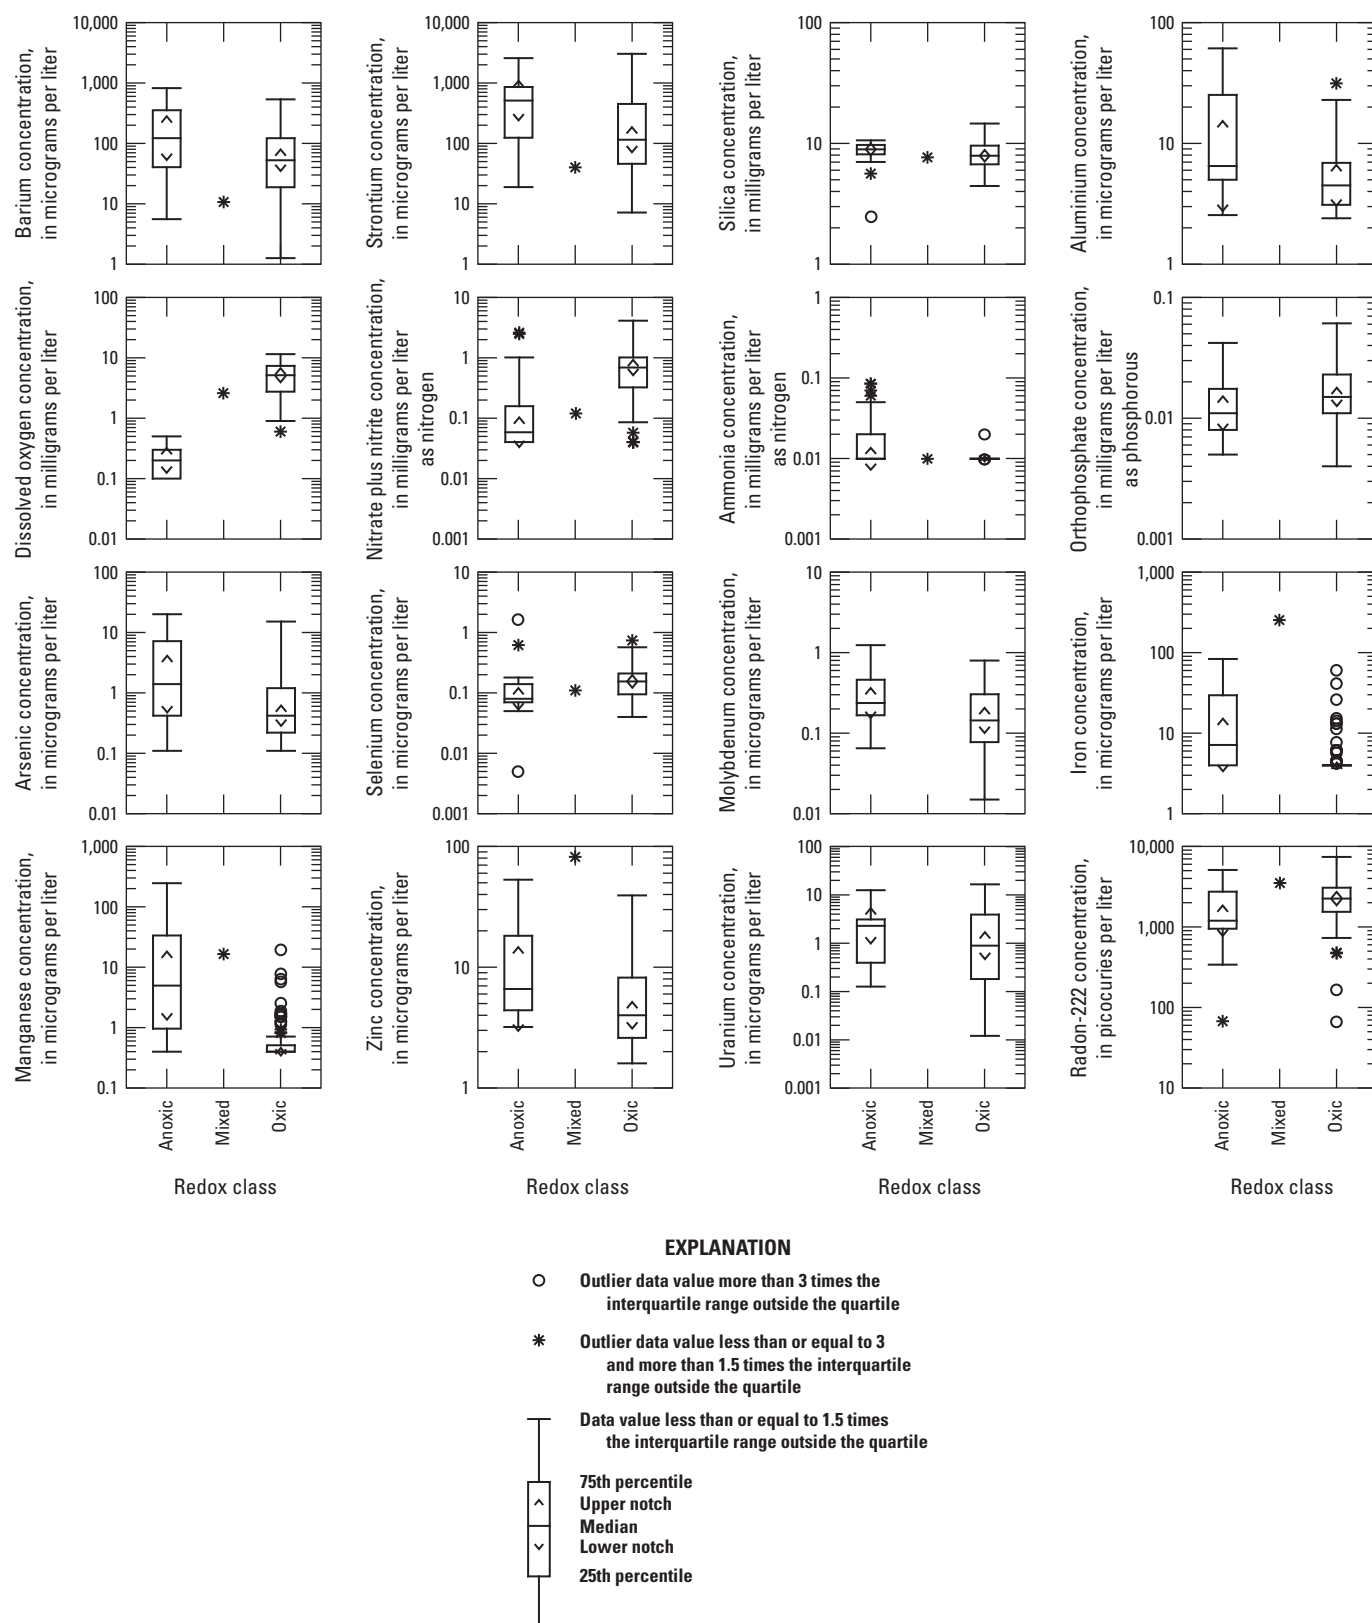 Barium concentration,
in micrograms per liter
10,000
1,000
100
10
1
Strontium concentration,
in micrograms per liter
10,000
1,000
100
10
1
Silica concentration,
in milligrams per liter
100
10
1
Aluminum concentration,
in micrograms per liter
100
10
1
Dissolved oxygen concentration,
in milligrams per liter
100
10
1
0.1
0.01
Nitrate plus nitrite concentration,
in milligrams per liter
as nitrogen
10
1
0.1
0.01
0.001
Ammonia concentration,
in milligrams per liter
as nitrogen
1
0.1
0.01
0.001
Orthophosphate concentration,
in milligrams per liter
as phosphorous
0.1
0.01
0.001
Arsenic concentration,
in micrograms per liter
100
10
1
0.1
0.01
Selenium concentration,
in micrograms per liter
10
1
0.1
0.01
0.001
Molybdenum concentration,
in micrograms per liter
10
1
0.1
0.01
Iron concentration,
in micrograms per liter
1,000
100
10
1
Manganese concentration,
in micrograms per liter
1,000
100
10
1
0.1
Anoxic
Mixed
Oxic
Redox class
Zinc concentration,
in micrograms per liter
100
10
1
Anoxic
Mixed
Oxic
Redox class
Uranium concentration,
in micrograms per liter
100
10
1
0.1
0.01
0.001
Anoxic
Mixed
Oxic
Redox class
Radon-222 concentration,
in picocuries per liter
10,000
1,000
100
10
Anoxic
Mixed
Oxic
Redox class
EXPLANATION
Outlier data value more than 3 times the
interquartile range outside the quartile
Outlier data value less than or equal to 3
and more than 1.5 times the interquartile
range outside the quartile
Data value less than or equal to 1.5 times
the interquartile range outside the quartile
75th percentile
Upper notch
Median
Lower notch
25th percentile